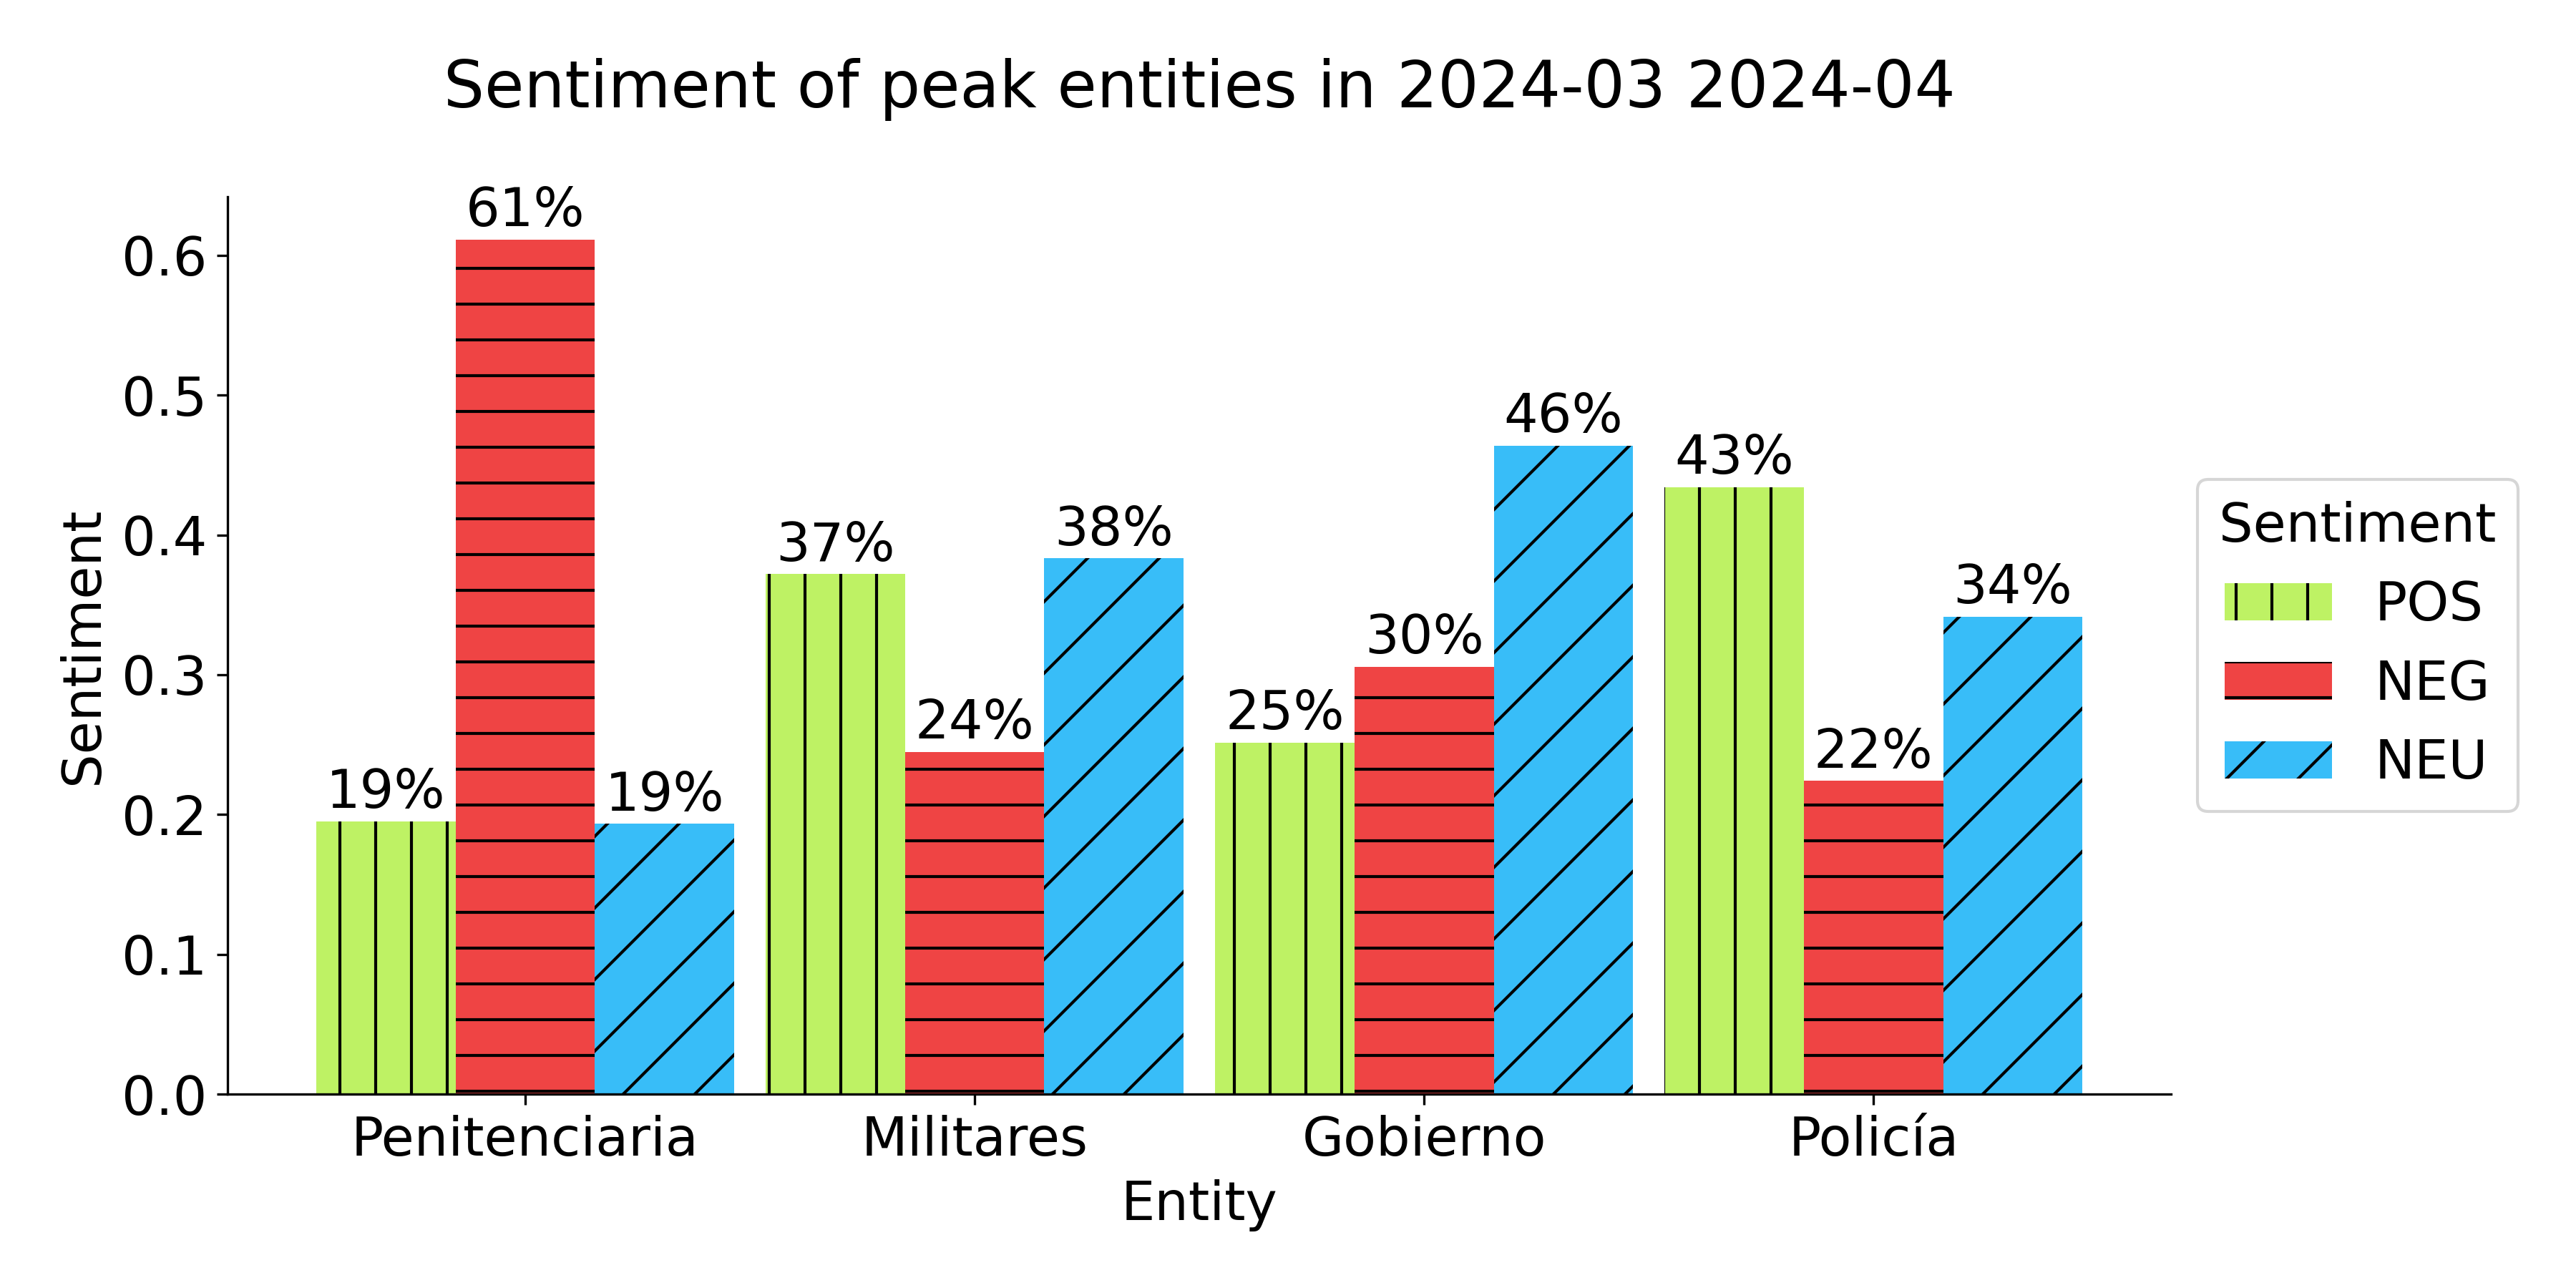 Sentiment of peak entities in 2024-03 2024-04
Sentiment
0.6
0.5
0.4
0.3
0.2
0.1
0.0
19%
61%
19%
37%
24%
38%
25%
30%
46%
43%
22%
34%
Penitenciaria
Militares
Gobierno
Policía
Entity
Sentiment
POS
NEG
NEU